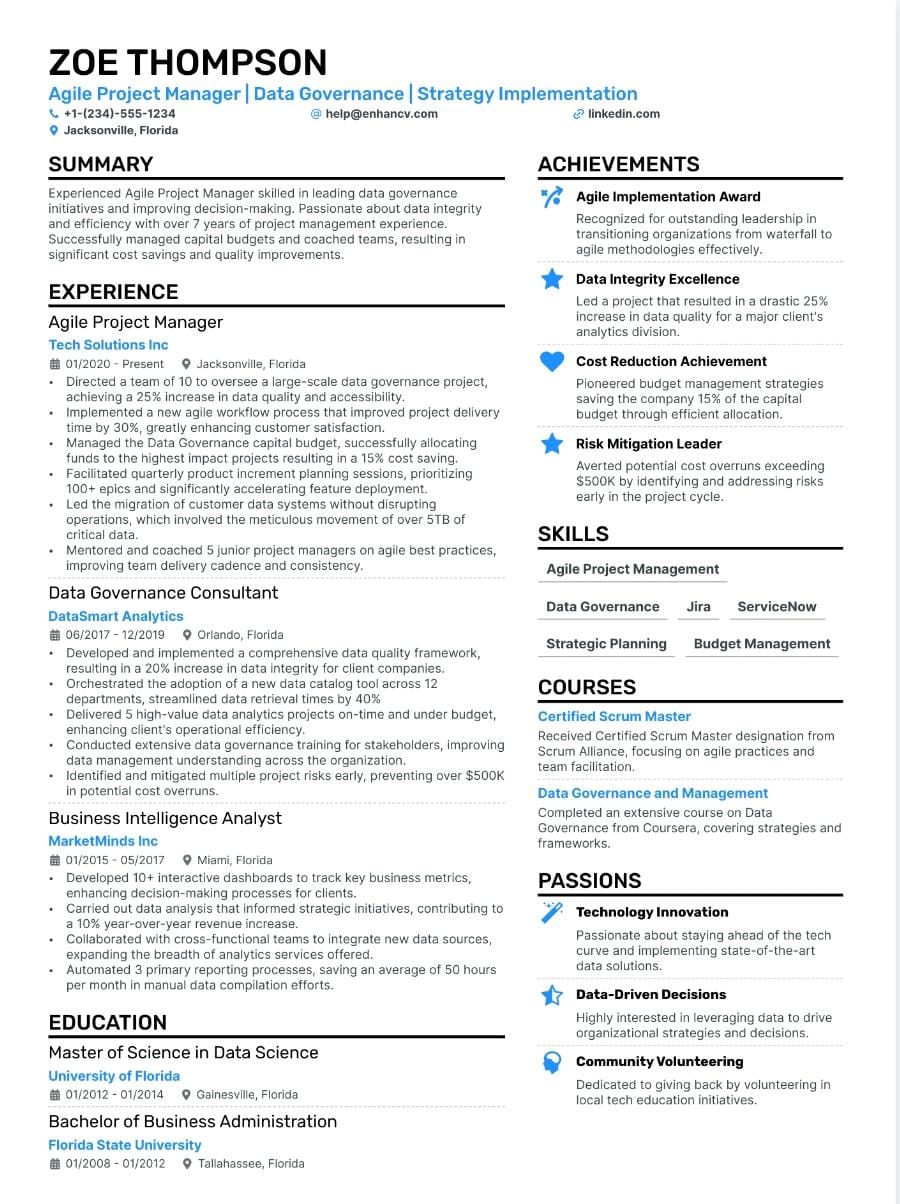 ZOE THOMPSON
Agile Project Manager | Data Governance | Strategy Implementation
+1-(234)-555-1234
help@enhancv.com
linkedin.com
Jacksonville, Florida
SUMMARY
Experienced Agile Project Manager skilled in leading data governance
initiatives and improving decision-making. Passionate about data integrity
and efficiency with over 7 years of project management experience.
Successfully managed capital budgets and coached teams, resulting in
significant cost savings and quality improvements.
EXPERIENCE
Agile Project Manager
Tech Solutions Inc
01/2020 - Present Jacksonville, Florida
• Directed a team of 10 to oversee a large-scale data governance project,
achieving a 25% increase in data quality and accessibility.
• Implemented a new agile workflow process that improved project delivery
time by 30%, greatly enhancing customer satisfaction.
• Managed the Data Governance capital budget, successfully allocating
funds to the highest impact projects resulting in a 15% cost saving.
• Facilitated quarterly product increment planning sessions, prioritizing
100+ epics and significantly accelerating feature deployment.
• Led the migration of customer data systems without disrupting
operations, which involved the meticulous movement of over 5TB of
critical data.
• Mentored and coached 5 junior project managers on agile best practices,
improving team delivery cadence and consistency.
Data Governance Consultant
DataSmart Analytics
06/2017 - 12/2019 Orlando, Florida
• Developed and implemented a comprehensive data quality framework,
resulting in a 20% increase in data integrity for client companies.
• Orchestrated the adoption of a new data catalog tool across 12
departments, streamlined data retrieval times by 40%
• Delivered 5 high-value data analytics projects on-time and under budget,
enhancing client's operational efficiency.
• Conducted extensive data governance training for stakeholders, improving
data management understanding across the organization.
• Identified and mitigated multiple project risks early, preventing over $500K
in potential cost overruns.
Business Intelligence Analyst
MarketMinds Inc
01/2015 - 05/2017 Miami, Florida
• Developed 10+ interactive dashboards to track key business metrics,
enhancing decision-making processes for clients.
• Carried out data analysis that informed strategic initiatives, contributing to
a 10% year-over-year revenue increase.
• Collaborated with cross-functional teams to integrate new data sources,
expanding the breadth of analytics services offered.
• Automated 3 primary reporting processes, saving an average of 50 hours
per month in manual data compilation efforts.
EDUCATION
Master of Science in Data Science
University of Florida
01/2012 - 01/2014 Gainesville, Florida
Bachelor of Business Administration
Florida State University
01/2008 - 01/2012 Tallahassee, Florida
ACHIEVEMENTS
Agile Implementation Award
Recognized for outstanding leadership in
transitioning organizations from waterfall to
agile methodologies effectively.
Data Integrity Excellence
Led a project that resulted in a drastic 25%
increase in data quality for a major client's
analytics division.
Cost Reduction Achievement
Pioneered budget management strategies
saving the company 15% of the capital
budget through efficient allocation.
Risk Mitigation Leader
Averted potential cost overruns exceeding
$500K by identifying and addressing risks
early in the project cycle.
SKILLS
Agile Project Management
Data Governance Jira ServiceNow
Strategic Planning Budget Management
COURSES
Certified Scrum Master
Received Certified Scrum Master designation from
Scrum Alliance, focusing on agile practices and
team facilitation.
Data Governance and Management
Completed an extensive course on Data
Governance from Coursera, covering strategies and
frameworks.
PASSIONS
Technology Innovation
Passionate about staying ahead of the tech
curve and implementing state-of-the-art
data solutions.
Data-Driven Decisions
Highly interested in leveraging data to drive
organizational strategies and decisions.
Community Volunteering
Dedicated to giving back by volunteering in
local tech education initiatives.